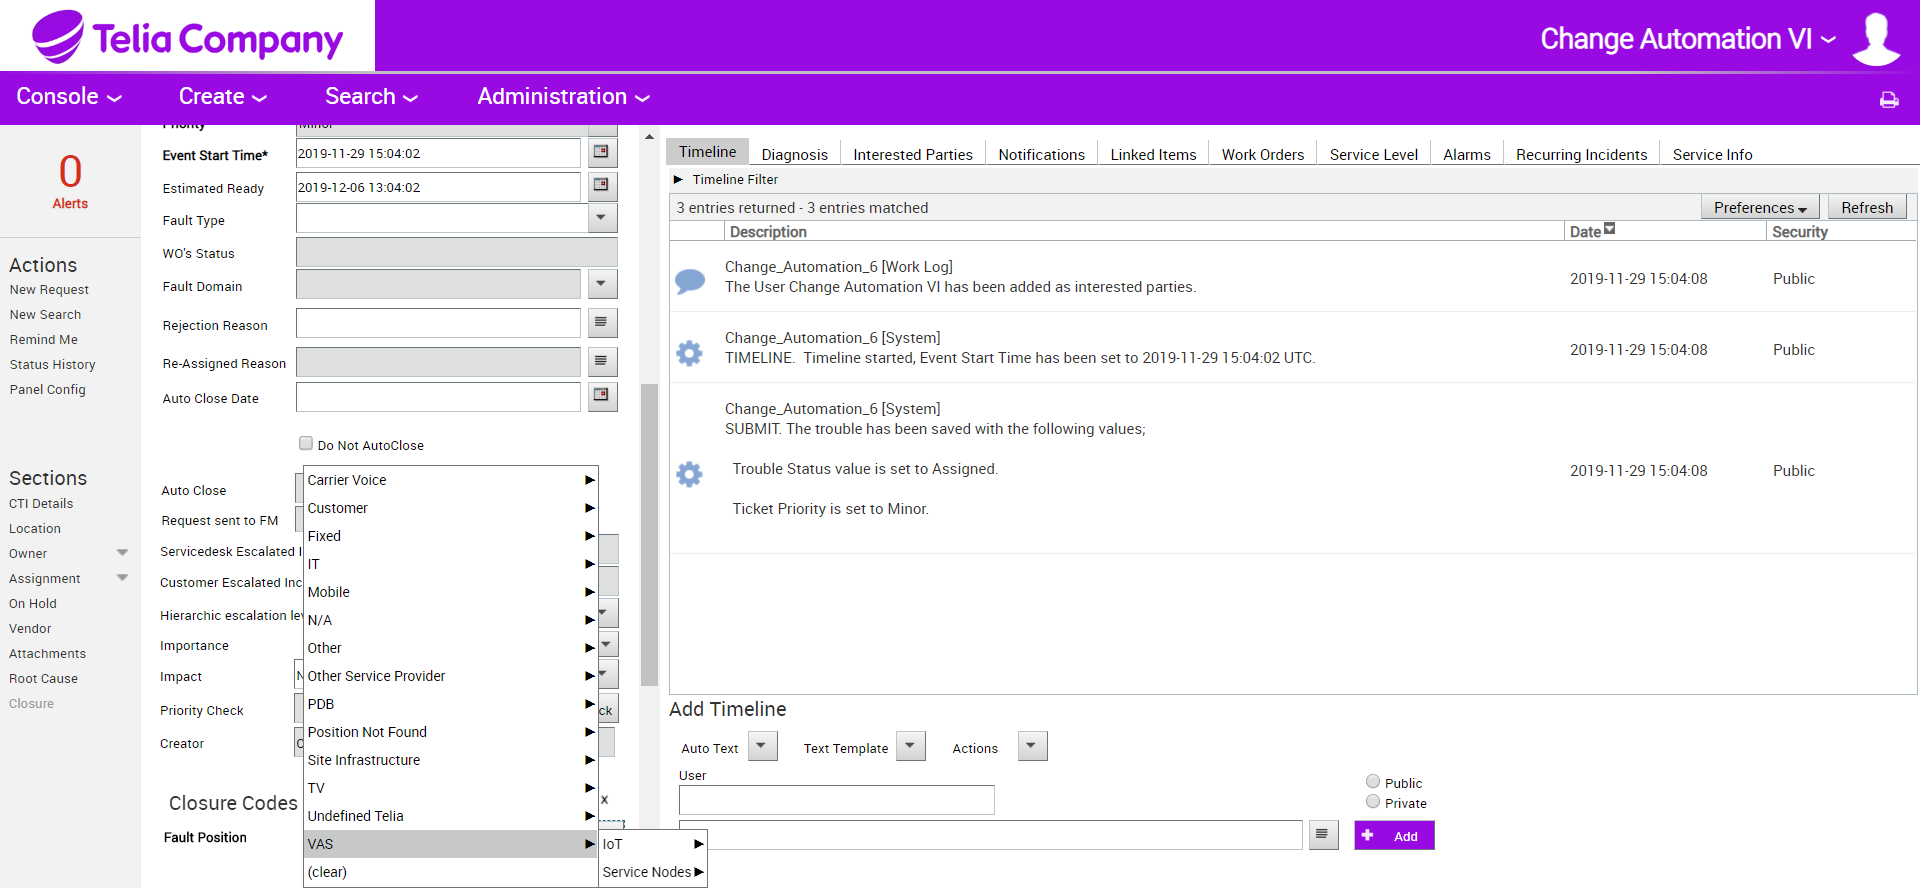 Telia Company
Change Automation VI
Console
Create
Search
Administration
0
Alerts
Actions
New Request
New Search
Remind Me
Status History
Panel Config
Sections
CTI Details
Location
Owner
Assignment
On Hold
Vendor
Attachments
Root Cause
Closure
Priority
Minor
Event Start Time*
2019-11-29 15:04:02
Estimated Ready
2019-12-06 13:04:02
Fault Type
WO's Status
Fault Domain
Rejection Reason
Re-Assigned Reason
Auto Close Date
Do Not AutoClose
Auto Close
Request sent to FM
Servicedesk Escalated I
Customer Escalated Inc
Hierarchic escalation lev
Importance
Impact
N
Priority Check
ck
Creator
C
Closure Codes
x
Fault Position
Carrier Voice
Customer
Fixed
IT
Mobile
N/A
Other
Other Service Provider
PDB
Position Not Found
Site Infrastructure
TV
Undefined Telia
VAS
(clear)
IoT
Service Nodes
Timeline
Diagnosis
Interested Parties
Notifications
Linked Items
Work Orders
Service Level
Alarms
Recurring Incidents
Service Info
Timeline Filter
3 entries returned - 3 entries matched
Preferences
Refresh
Description
Date
Security
Change_Automation_6 [Work Log]
The User Change Automation VI has been added as interested parties.
2019-11-29 15:04:08
Public
Change_Automation_6 [System]
TIMELINE. Timeline started, Event Start Time has been set to 2019-11-29 15:04:02 UTC.
2019-11-29 15:04:08
Public
Change_Automation_6 [System]
SUBMIT. The trouble has been saved with the following values;
Trouble Status value is set to Assigned.
Ticket Priority is set to Minor.
2019-11-29 15:04:08
Public
Add Timeline
Auto Text
Text Template
Actions
User
Public
Private
Add